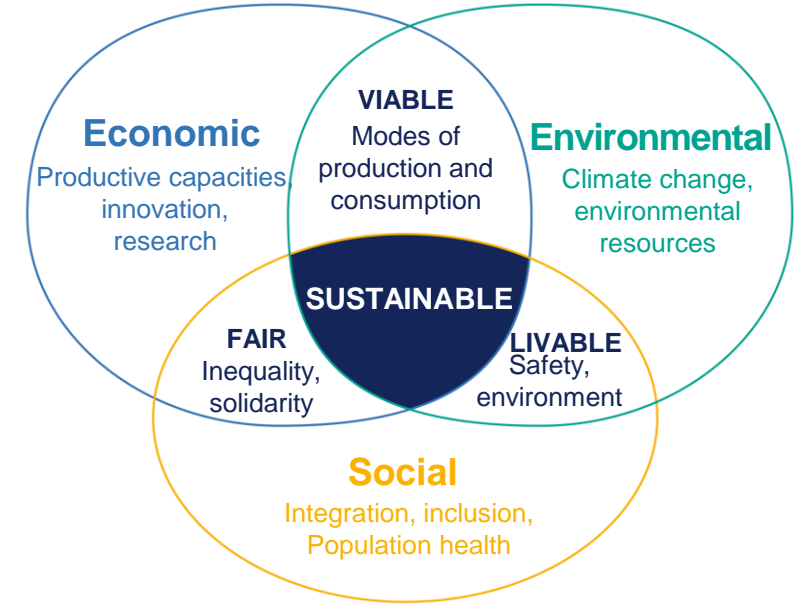 VIABLE
Modes of
production and
consumption
Economic
Productive capacities,
innovation,
research
Environmental
Climate change,
environmental
resources
SUSTAINABLE
FAIR
Inequality,
solidarity
LIVABLE
Safety,
environment
Social
Integration, inclusion,
Population health